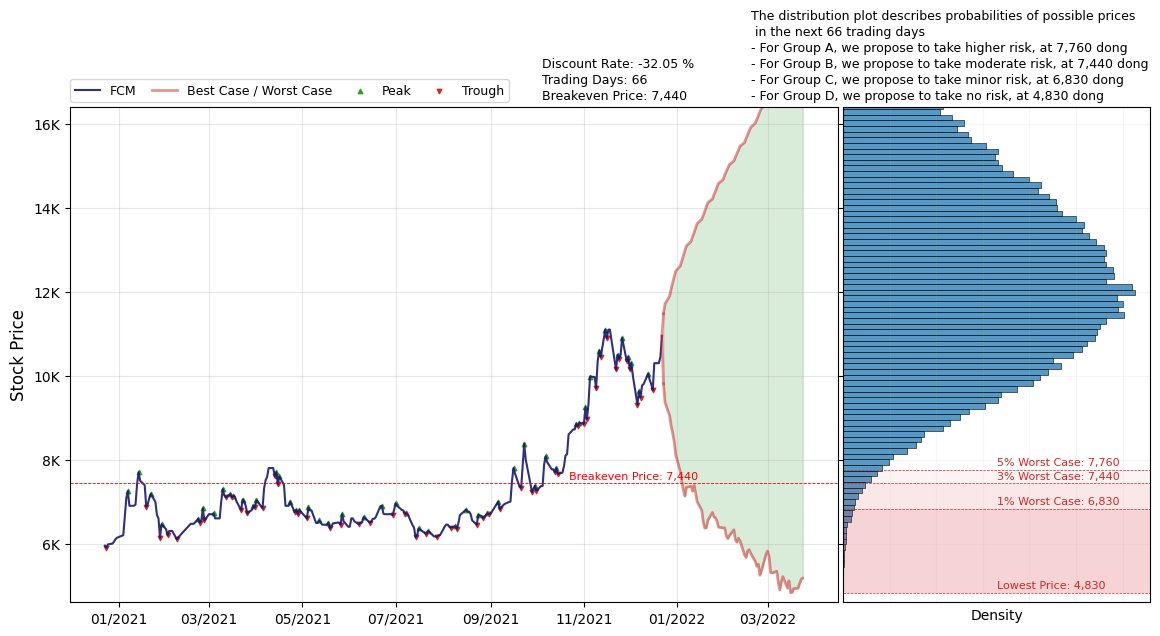 The distribution plot describes probabilities of possible prices
in the next 66 trading days
- For Group A, we propose to take higher risk, at 7,760 dong
- For Group B, we propose to take moderate risk, at 7,440 dong
- For Group C, we propose to take minor risk, at 6,830 dong
- For Group D, we propose to take no risk, at 4,830 dong
Discount Rate: -32.05 %
Trading Days: 66
Breakeven Price: 7,440
FCM
Best Case / Worst Case
Peak
Trough
Stock Price
16K
14K
12K
10K
8K
6K
Breakeven Price: 7,440
5% Worst Case: 7,760
3% Worst Case: 7,440
1% Worst Case: 6,830
Lowest Price: 4,830
01/2021
03/2021
05/2021
07/2021
09/2021
11/2021
01/2022
03/2022
Density